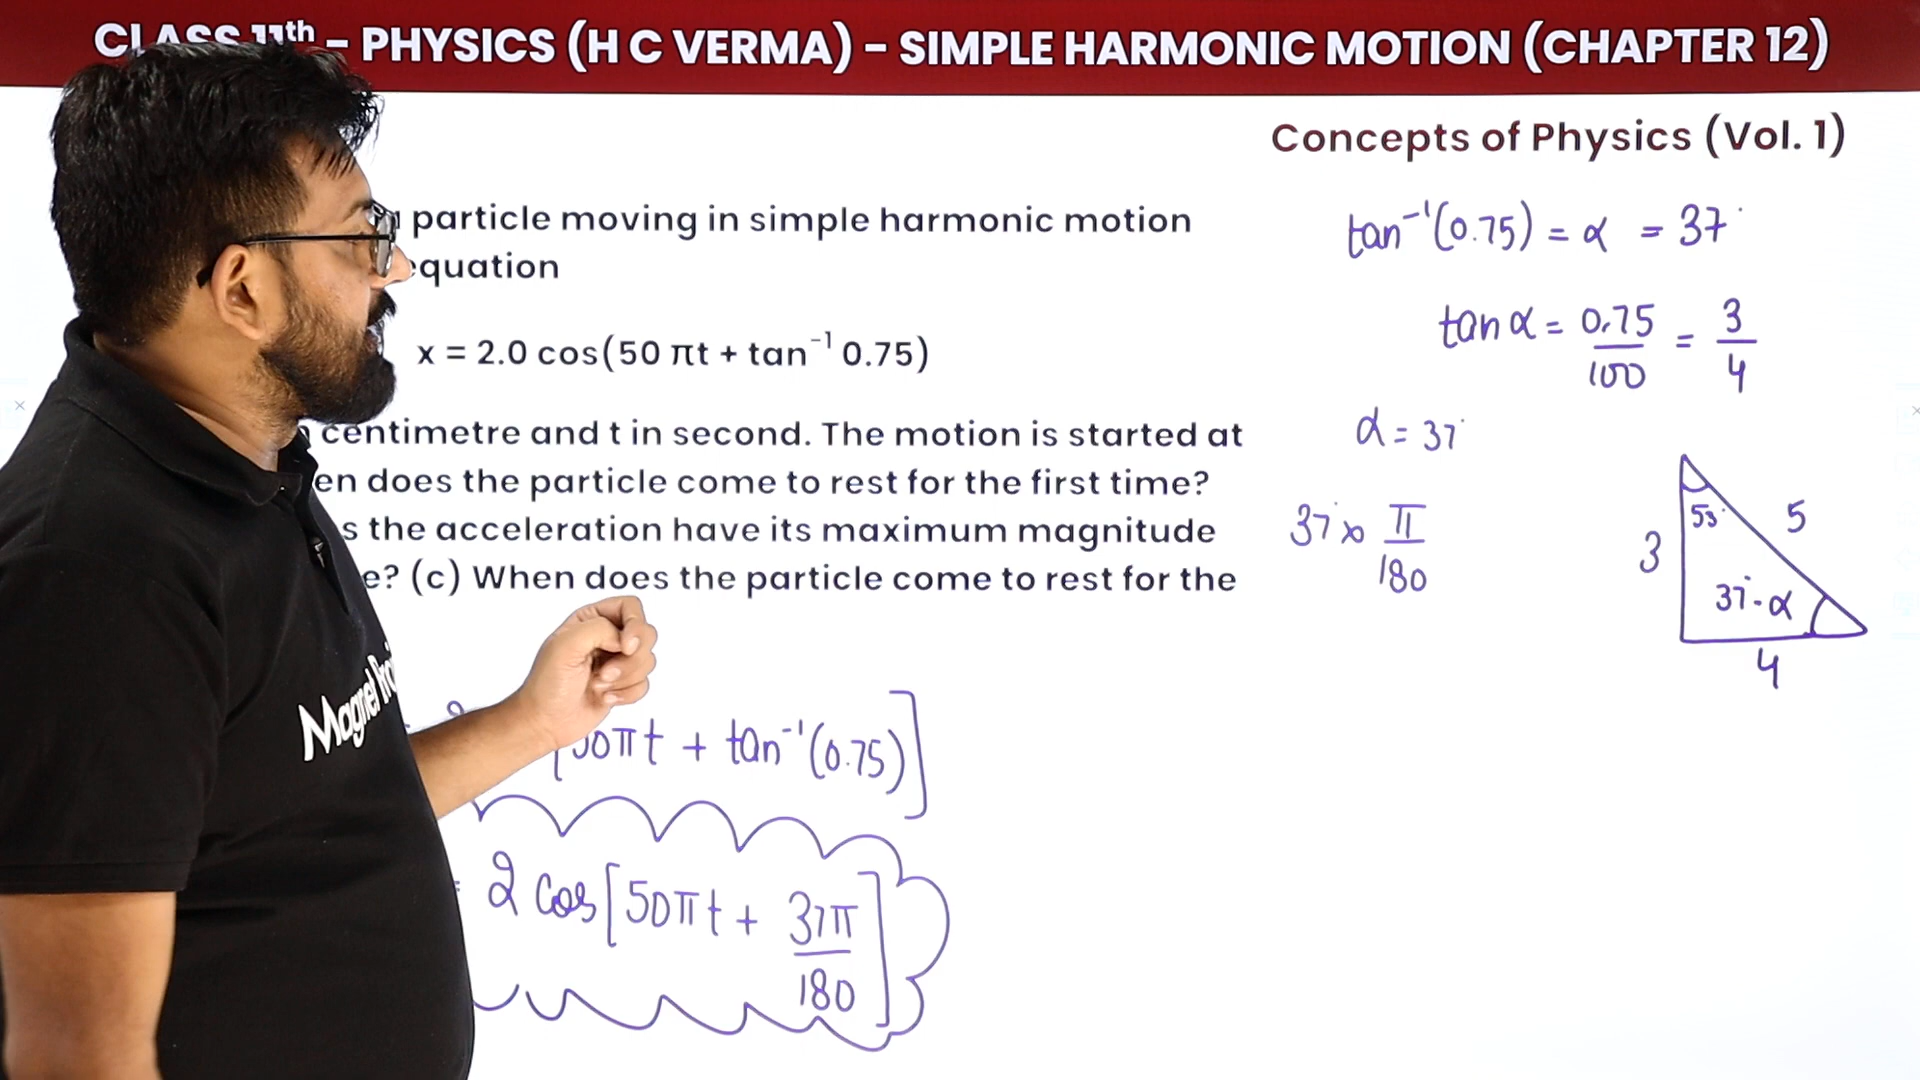 CLASS 11th - PHYSICS (H C VERMA) - SIMPLE HARMONIC MOTION (CHAPTER 12)
Concepts of Physics (Vol. 1)
particle moving in simple harmonic motion
equation
x = 2.0 cos(50 πt + tan⁻¹ 0.75)
centimetre and t in second. The motion is started at
en does the particle come to rest for the first time?
s the acceleration have its maximum magnitude
e? (c) When does the particle come to rest for the
tan⁻¹(0.75) = α = 37°
tan α = 0.75/100 = 3/4
α = 37°
37° × π/180
53°
5
3
37° - α
4
50πt + tan⁻¹(0.75)]
2 cos[50πt + 37π/180]
Magnet